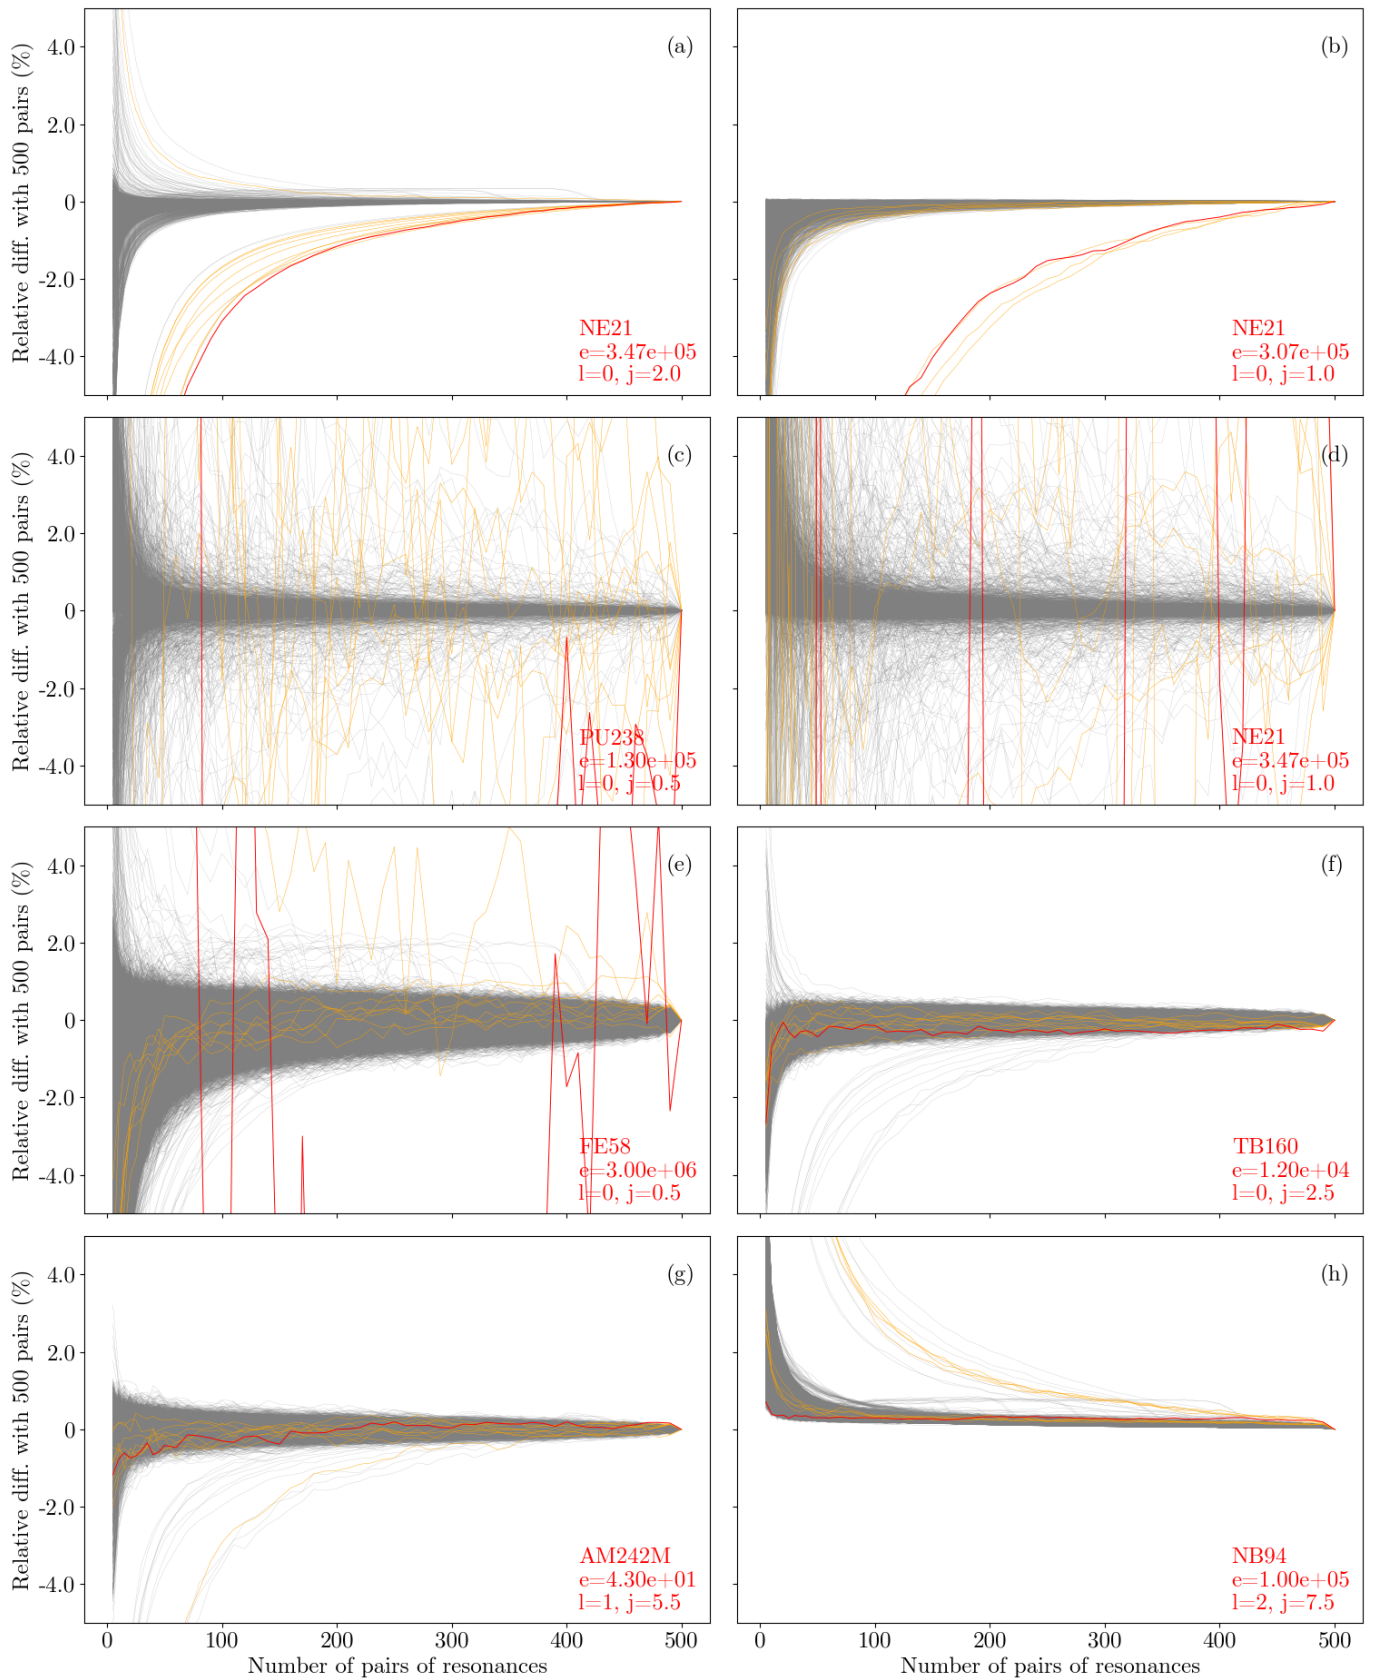 (a)
(b)
Relative diff. with 500 pairs (%)
4.0
2.0
0
-2.0
-4.0
NE21
e=3.47e+05
l=0, j=2.0
NE21
e=3.07e+05
l=0, j=1.0
(c)
(d)
Relative diff. with 500 pairs (%)
4.0
2.0
0
-2.0
-4.0
PU238
e=1.30e+05
l=0, j=0.5
NE21
e=3.47e+05
l=0, j=1.0
(e)
(f)
Relative diff. with 500 pairs (%)
4.0
2.0
0
-2.0
-4.0
FE58
e=3.00e+06
l=0, j=0.5
TB160
e=1.20e+04
l=0, j=2.5
(g)
(h)
Relative diff. with 500 pairs (%)
4.0
2.0
0
-2.0
-4.0
AM242M
e=4.30e+01
l=1, j=5.5
NB94
e=1.00e+05
l=2, j=7.5
0 100 200 300 400 500
Number of pairs of resonances
0 100 200 300 400 500
Number of pairs of resonances